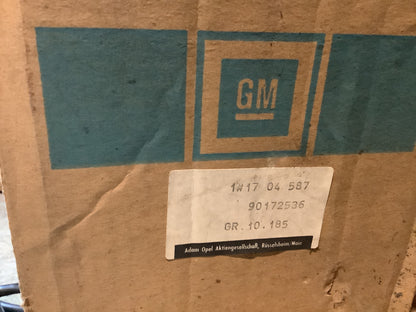 GM
1W17 04 587
90172536
GR.10.185
Adam Opel Aktiengesellschaft, Rüsselsheim/Main